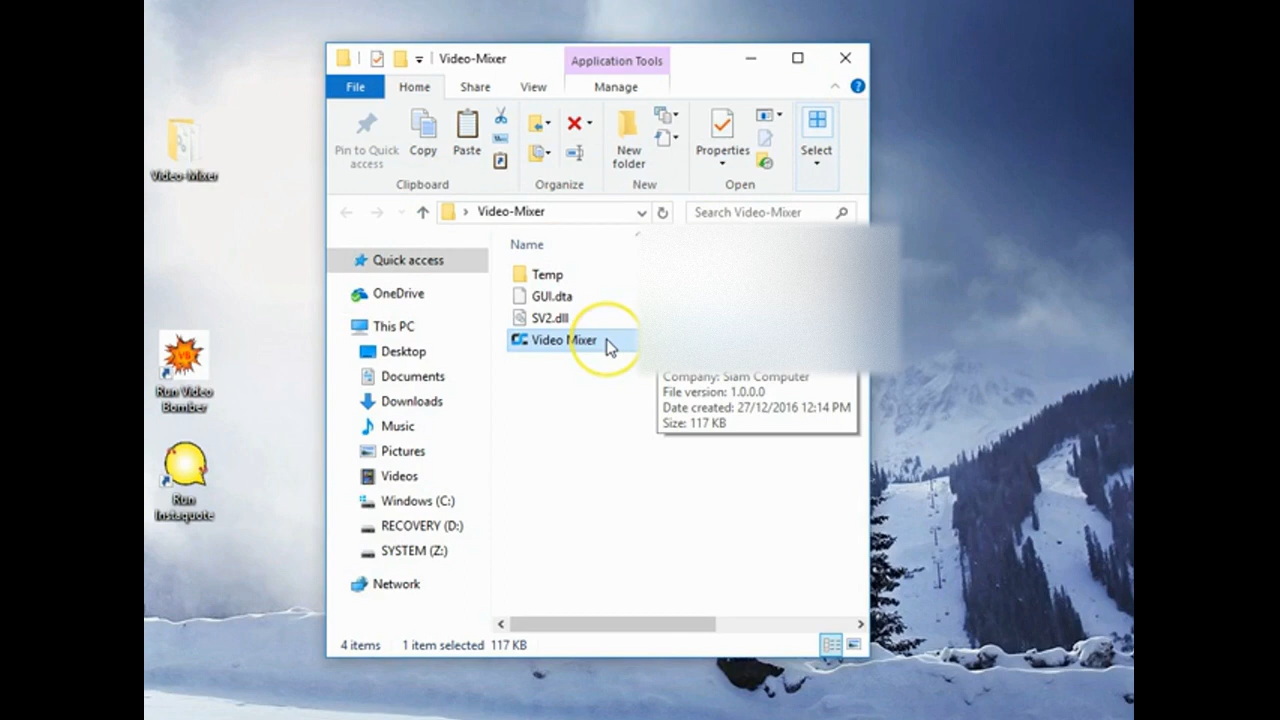 Video-Mixer
Application Tools
File
Home
Share
View
Manage
Pin to Quick
access
Copy
Paste
New
folder
Properties
Select
Clipboard
Organize
New
Open
Video-Mixer
Search Video-Mixer
Name
Quick access
OneDrive
This PC
Desktop
Documents
Downloads
Music
Pictures
Videos
Windows (C:)
RECOVERY (D:)
SYSTEM (Z:)
Network
Temp
GUI.dta
SV2.dll
Video Mixer
Company: Siam Computer
File version: 1.0.0.0
Date created: 27/12/2016 12:14 PM
Size: 117 KB
4 items
1 item selected 117 KB
Video-Mixer
VB
Run Video
Bomber
Run
Instaquote